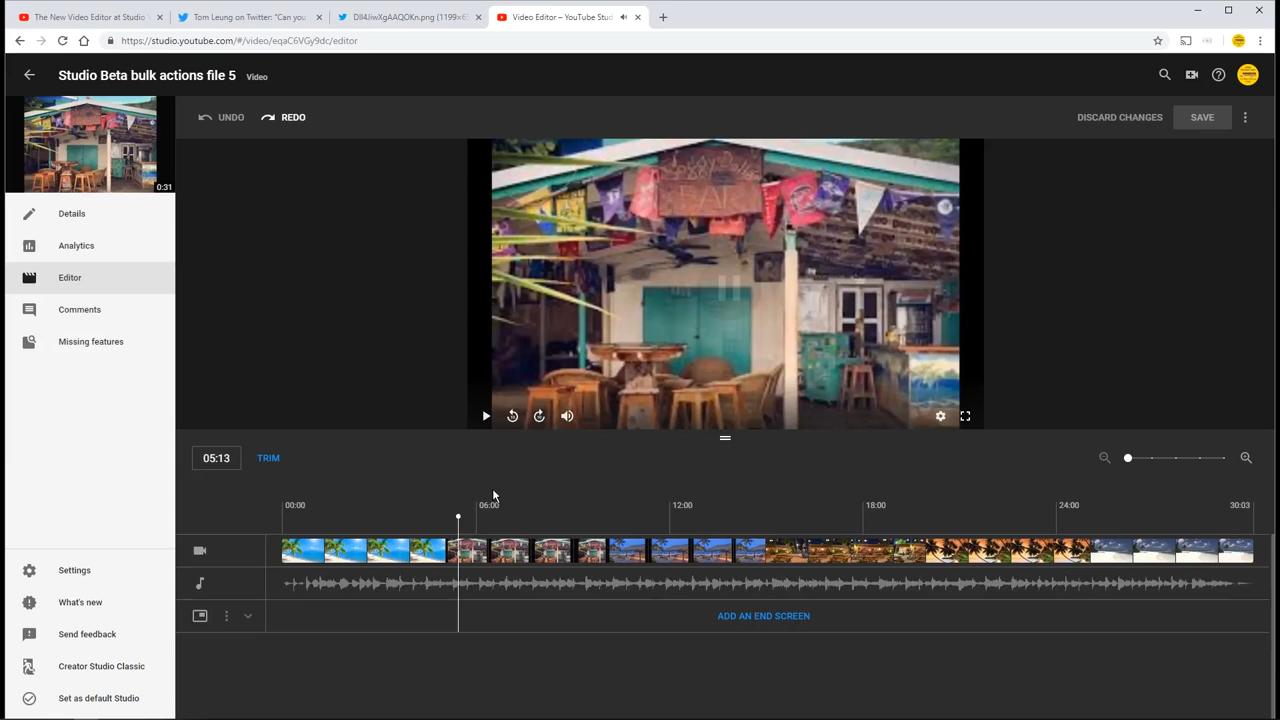 The New Video Editor at Studio
Tom Leung on Twitter: "Can you
DlI4JiwXgAAQOKn.png (1199×6
Video Editor – YouTube Stud
https://studio.youtube.com/#/video/eqaC6VGy9dc/editor
Studio Beta bulk actions file 5 Video
UNDO REDO DISCARD CHANGES SAVE
0:31
BAR
Details
Analytics
Editor
Comments
Missing features
05:13 TRIM
00:00 06:00 12:00 18:00 24:00 30:03
ADD AN END SCREEN
Settings
What's new
Send feedback
Creator Studio Classic
Set as default Studio